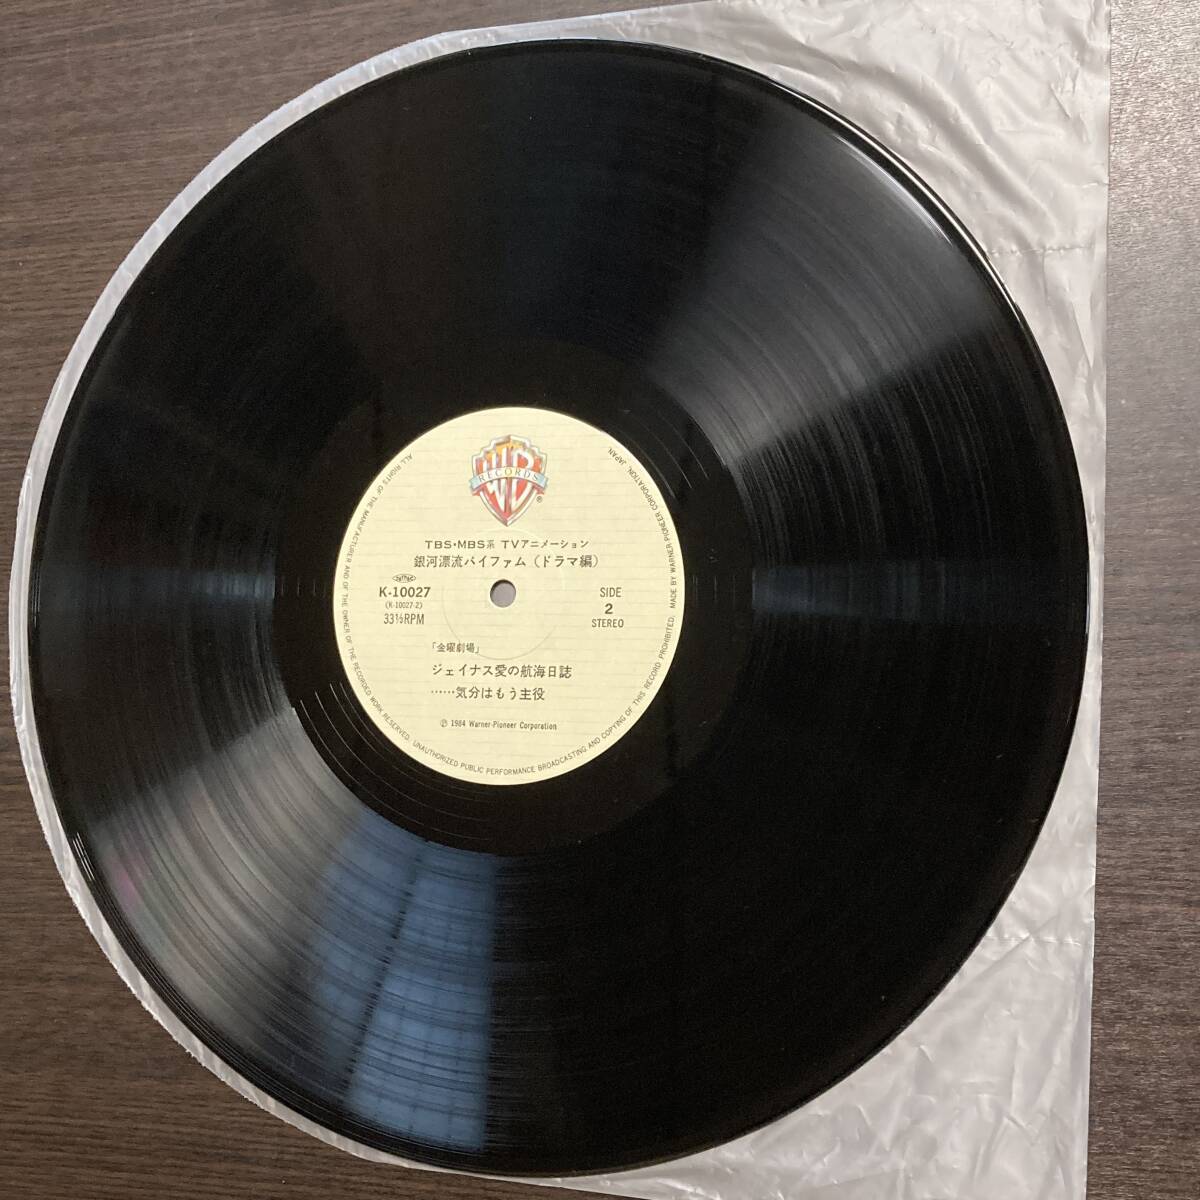 WB
RECORDS
®
TBS・MBS系 TVアニメーション
銀河漂流バイファム（ドラマ編）
K-10027
(K-10027-2)
33⅓RPM
SIDE
2
STEREO
「金曜劇場」
ジェイナス愛の航海日誌
……気分はもう主役
Ⓟ 1984 Warner-Pioneer Corporation
ALL RIGHTS OF THE MANUFACTURER AND OF THE OWNER OF THE RECORDED WORK RESERVED. UNAUTHORIZED PUBLIC PERFORMANCE BROADCASTING AND COPYING OF THIS RECORD PROHIBITED. MADE BY WARNER-PIONEER CORPORATION, JAPAN.